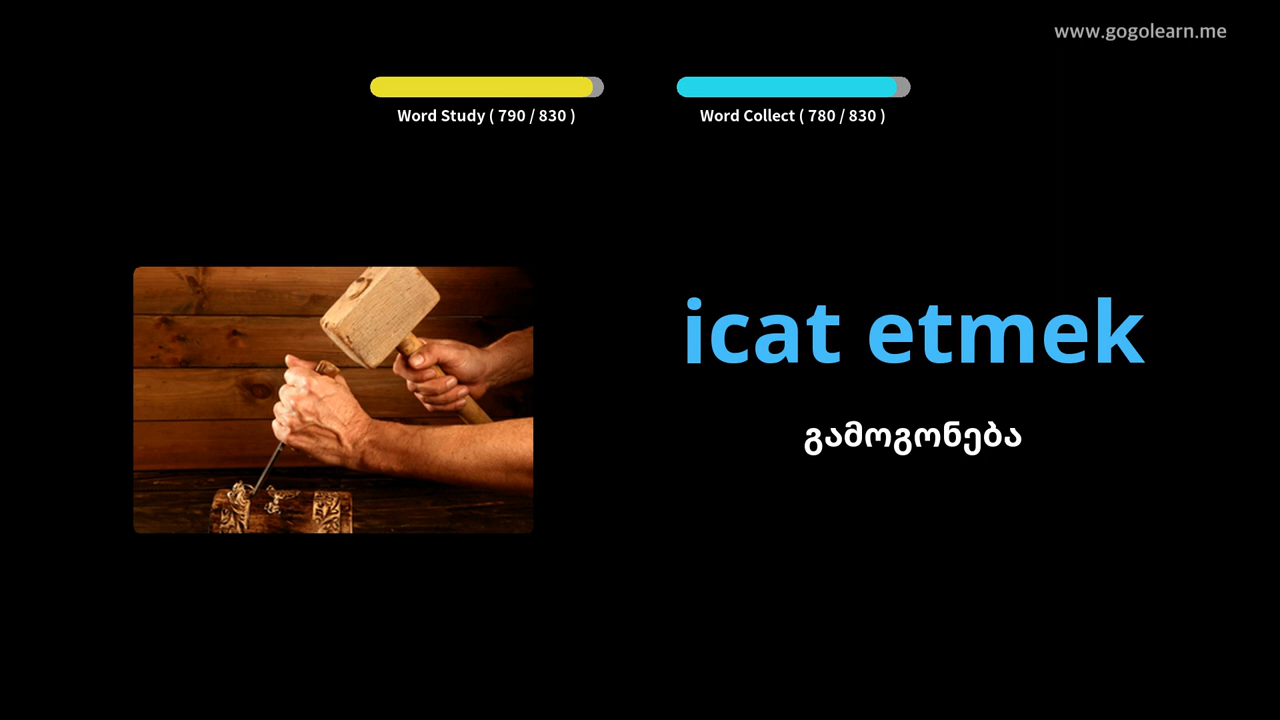 www.gogolearn.me
Word Study ( 790 / 830 )
Word Collect ( 780 / 830 )
icat etmek
გამოგონება